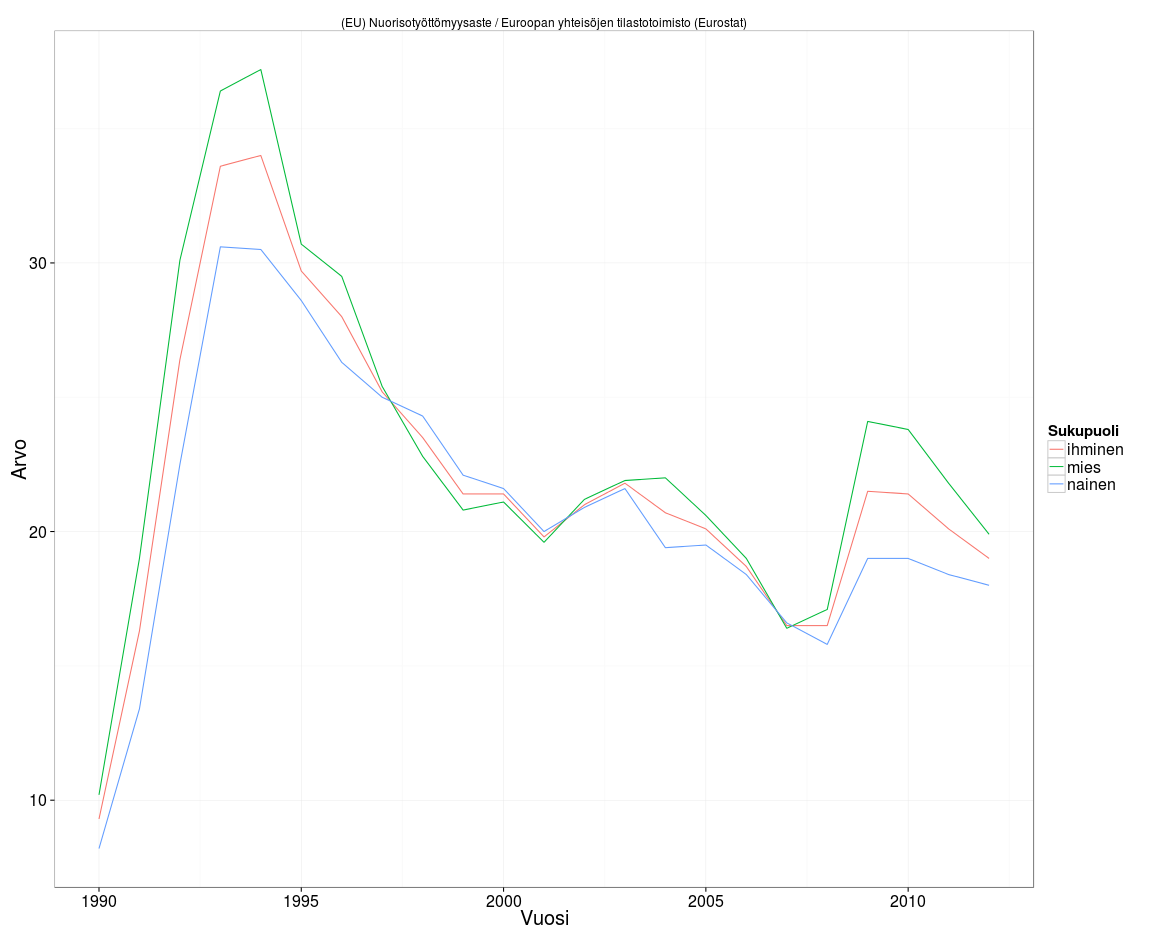 (EU) Nuorisotyöttömyysaste / Euroopan yhteisöjen tilastotoimisto (Eurostat)
Arvo
30
20
10
1990 1995 2000 2005 2010
Vuosi
Sukupuoli
ihminen
mies
nainen